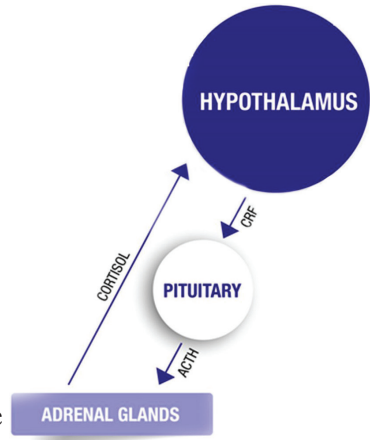 HYPOTHALAMUS
CRF
CORTISOL
PITUITARY
ACTH
e
ADRENAL GLANDS